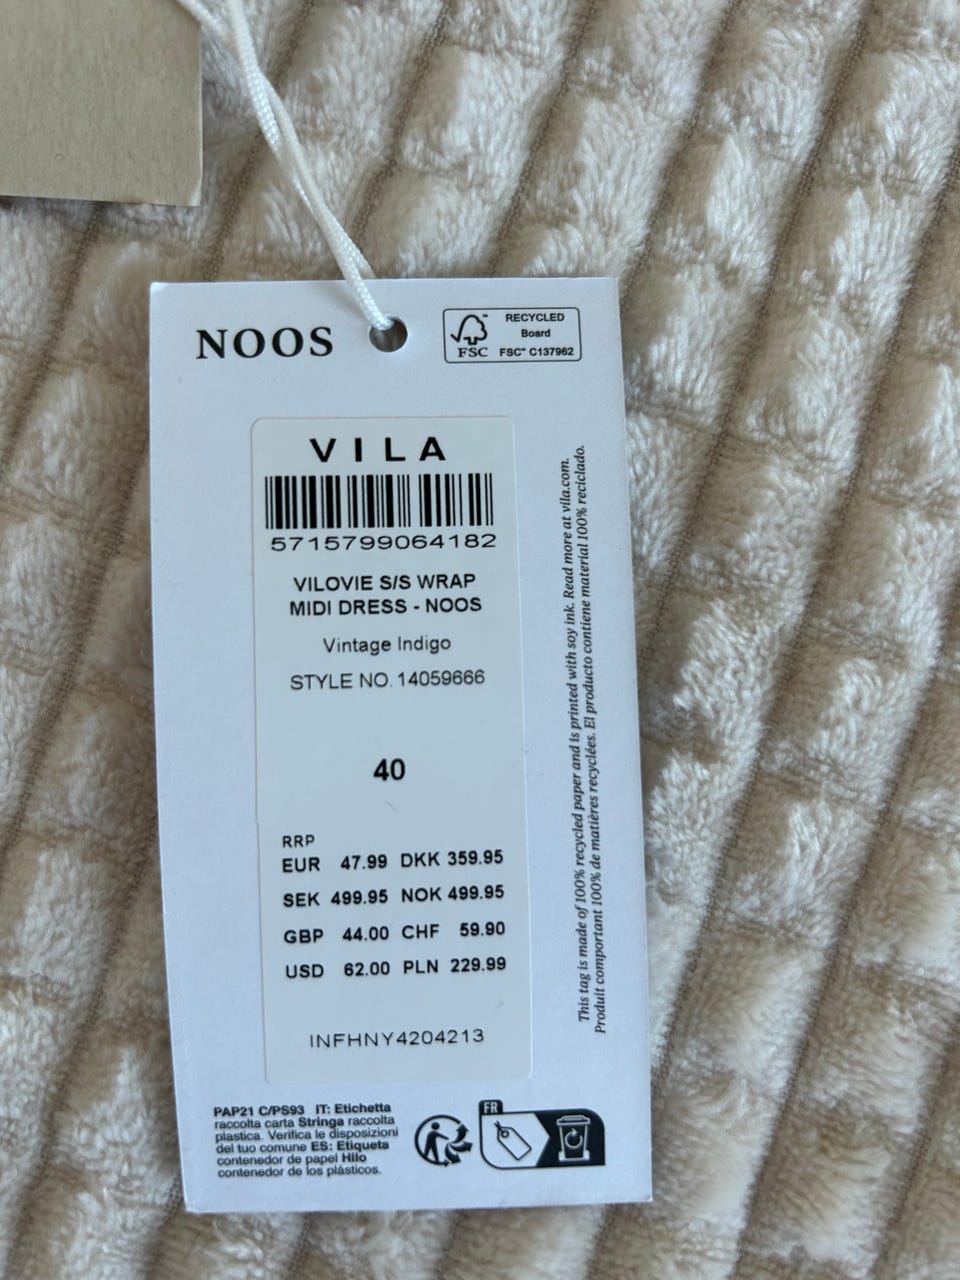 NOOS
FSC
RECYCLED
Board
FSC™ C137962
VILA
5715799064182
VILOVIE S/S WRAP
MIDI DRESS - NOOS
Vintage Indigo
STYLE NO. 14059666
40
RRP
EUR 47.99 DKK 359.95
SEK 499.95 NOK 499.95
GBP 44.00 CHF 59.90
USD 62.00 PLN 229.99
INFHNY4204213
This tag is made of 100% recycled paper and is printed with soy ink. Read more at vila.com.
Produit comportant 100% de matières recyclées. El producto contiene material 100% reciclado.
PAP21 C/PS93 IT: Etichetta
raccolta carta Stringa raccolta
plastica. Verifica le disposizioni
del tuo comune ES: Etiqueta
contenedor de papel Hilo
contenedor de los plásticos.
FR